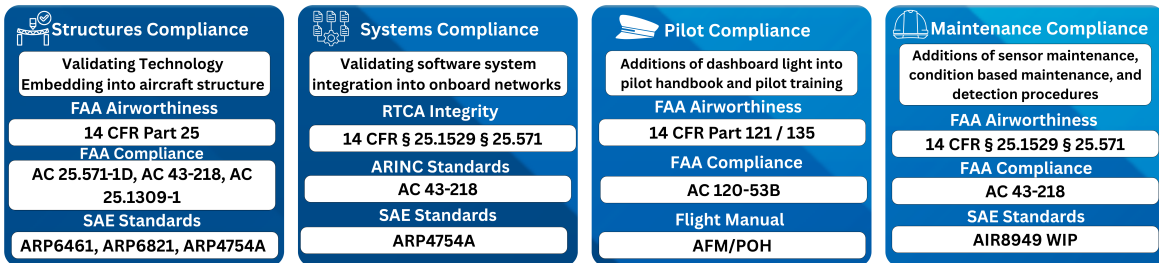 Structures Compliance
Validating Technology
Embedding into aircraft structure
FAA Airworthiness
14 CFR Part 25
FAA Compliance
AC 25.571-1D, AC 43-218, AC
25.1309-1
SAE Standards
ARP6461, ARP6821, ARP4754A
Systems Compliance
Validating software system
integration into onboard networks
RTCA Integrity
14 CFR § 25.1529 § 25.571
ARINC Standards
AC 43-218
SAE Standards
ARP4754A
Pilot Compliance
Additions of dashboard light into
pilot handbook and pilot training
FAA Airworthiness
14 CFR Part 121 / 135
FAA Compliance
AC 120-53B
Flight Manual
AFM/POH
Maintenance Compliance
Additions of sensor maintenance,
condition based maintenance, and
detection procedures
FAA Airworthiness
14 CFR § 25.1529 § 25.571
FAA Compliance
AC 43-218
SAE Standards
AIR8949 WIP